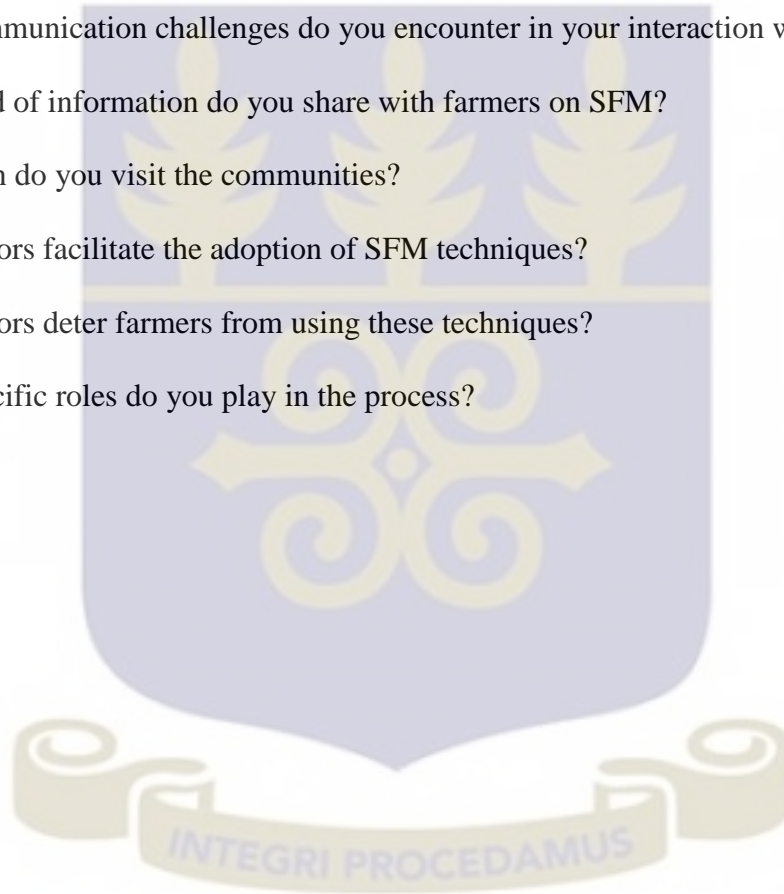 munication challenges do you encounter in your interaction
of information do you share with farmers on SFM?
do you visit the communities?
ors facilitate the adoption of SFM techniques?
ors deter farmers from using these techniques?
cific roles do you play in the process?
INTEGRI PROCEDAMUS